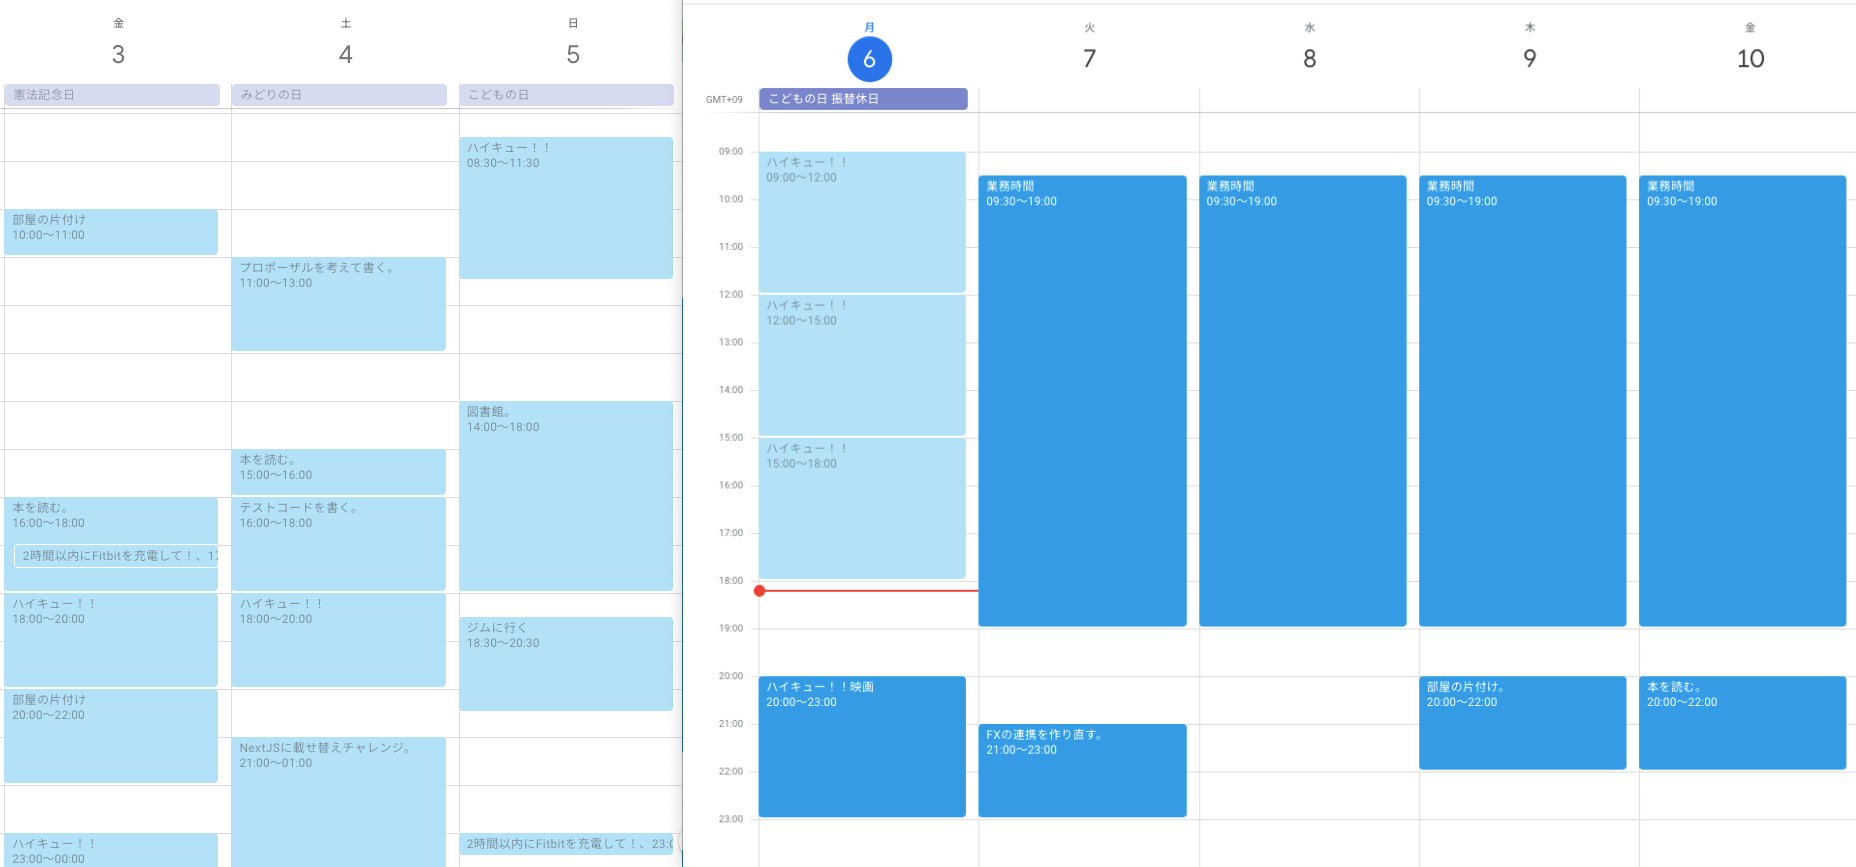 金
3
土
4
日
5
憲法記念日
みどりの日
こどもの日
部屋の片付け
10:00～11:00
本を読む。
16:00～18:00
2時間以内にFitbitを充電して！、17
ハイキュー！！
18:00～20:00
部屋の片付け
20:00～22:00
ハイキュー！！
23:00～00:00
プロポーザルを考えて書く。
11:00～13:00
本を読む。
15:00～16:00
テストコードを書く。
16:00～18:00
ハイキュー！！
18:00～20:00
NextJSに載せ替えチャレンジ。
21:00～01:00
ハイキュー！！
08:30～11:30
図書館。
14:00～18:00
ジムに行く
18:30～20:30
2時間以内にFitbitを充電して！、23:0
月
6
火
7
水
8
木
9
金
10
GMT+09
こどもの日 振替休日
09:00
10:00
11:00
12:00
13:00
14:00
15:00
16:00
17:00
18:00
19:00
20:00
21:00
22:00
23:00
ハイキュー！！
09:00～12:00
ハイキュー！！
12:00～15:00
ハイキュー！！
15:00～18:00
ハイキュー！！映画
20:00～23:00
業務時間
09:30～19:00
FXの連携を作り直す。
21:00～23:00
業務時間
09:30～19:00
業務時間
09:30～19:00
部屋の片付け。
20:00～22:00
業務時間
09:30～19:00
本を読む。
20:00～22:00